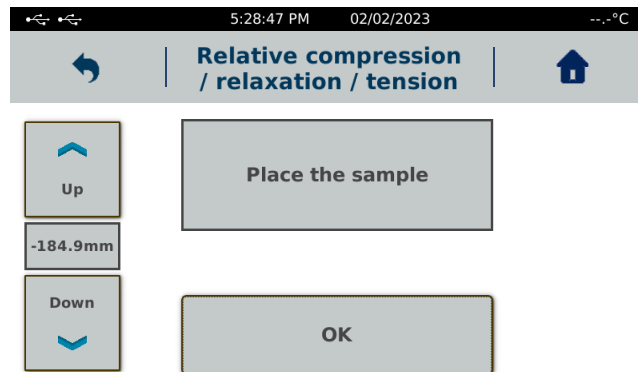 5:28:47 PM 02/02/2023 --.-°C
Relative compression
/ relaxation / tension
Up
Place the sample
-184.9mm
Down
OK